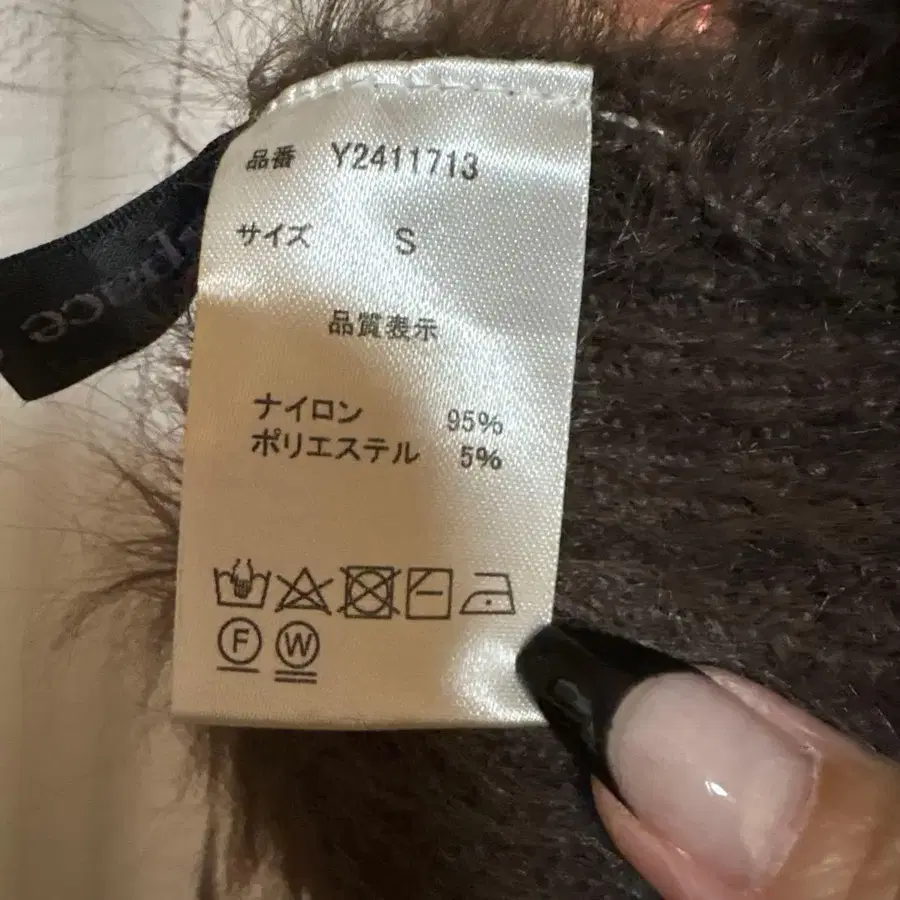 品番 Y2411713
サイズ S
品質表示
ナイロン 95%
ポリエステル 5%
F W